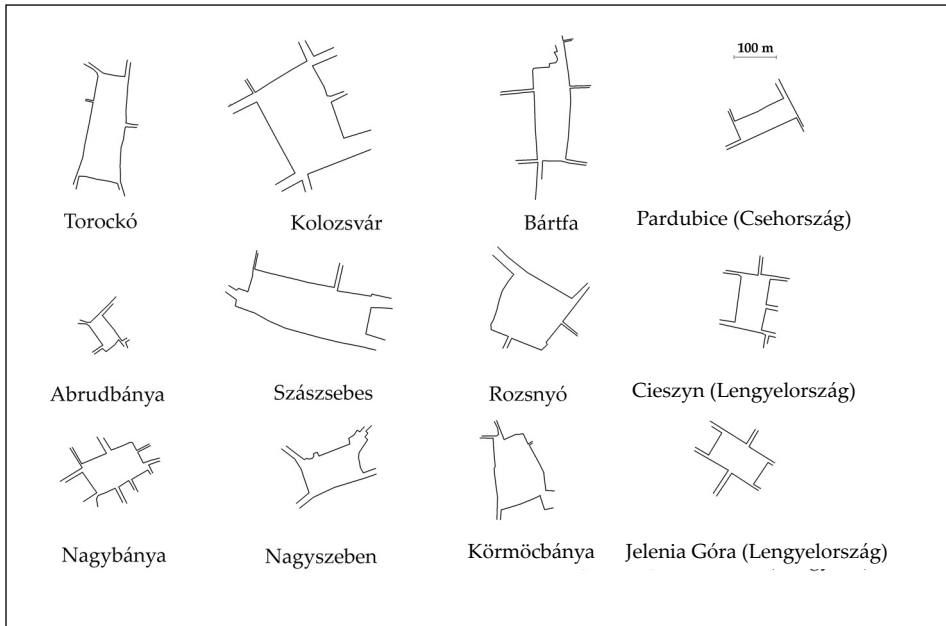 100 m
Torockó
Kolozsvár
Bártfa
Pardubice (Csehország)
Abrudbánya
Szászsebes
Rozsnyó
Cieszyn (Lengyelország)
Nagybánya
Nagyszeben
Körmöcbánya
Jelenia Góra (Lengyelország)